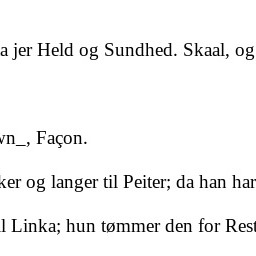 a jer Held og Sundhed. Skaal, og
wn_, Façon.
ker og langer til Peiter; da han har
l Linka; hun tømmer den for Rest